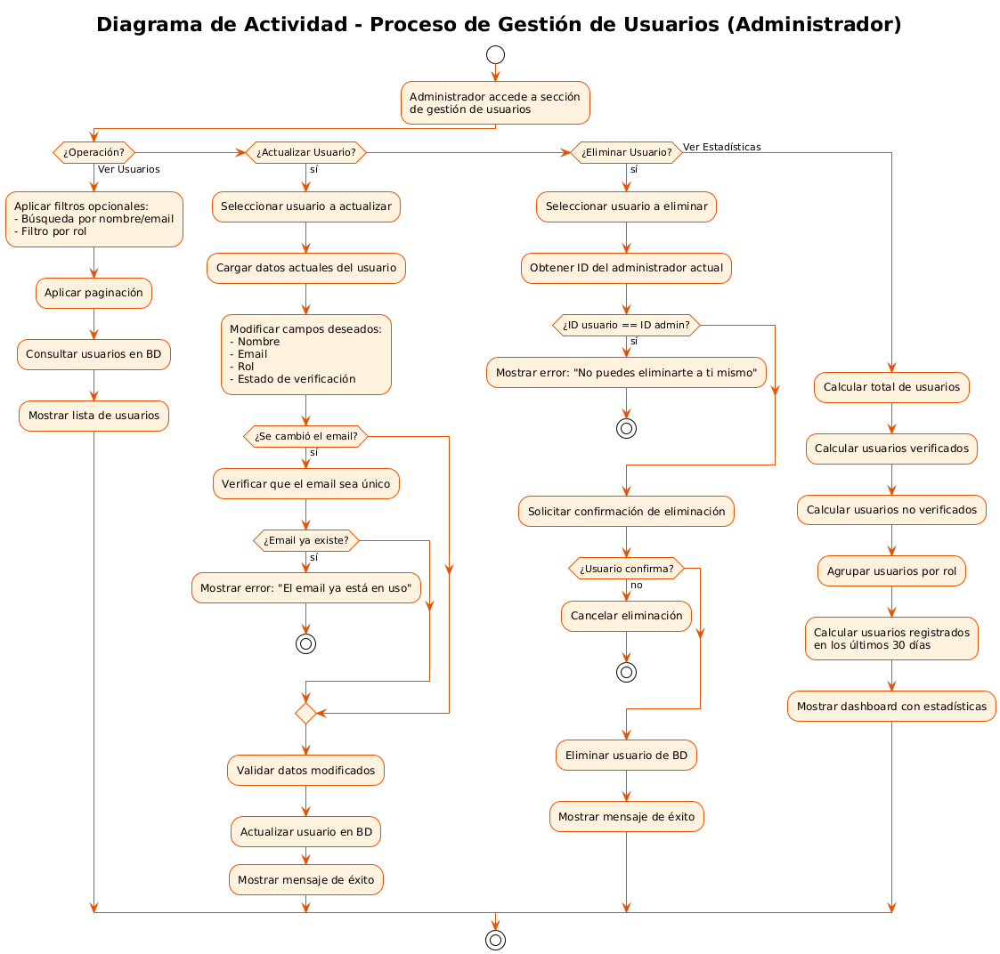 Diagrama de Actividad - Proceso de Gestión de Usuarios (Administrador)
Administrador accede a sección
de gestión de usuarios
¿Operación?
Ver Usuarios
Aplicar filtros opcionales:
- Búsqueda por nombre/email
- Filtro por rol
Aplicar paginación
Consultar usuarios en BD
Mostrar lista de usuarios
¿Actualizar Usuario?
sí
Seleccionar usuario a actualizar
Cargar datos actuales del usuario
Modificar campos deseados:
- Nombre
- Email
- Rol
- Estado de verificación
¿Se cambió el email?
sí
Verificar que el email sea único
¿Email ya existe?
sí
Mostrar error: "El email ya está en uso"
Validar datos modificados
Actualizar usuario en BD
Mostrar mensaje de éxito
¿Eliminar Usuario?
sí
Seleccionar usuario a eliminar
Obtener ID del administrador actual
¿ID usuario == ID admin?
sí
Mostrar error: "No puedes eliminarte a ti mismo"
Solicitar confirmación de eliminación
¿Usuario confirma?
no
Cancelar eliminación
Eliminar usuario de BD
Mostrar mensaje de éxito
Ver Estadísticas
Calcular total de usuarios
Calcular usuarios verificados
Calcular usuarios no verificados
Agrupar usuarios por rol
Calcular usuarios registrados
en los últimos 30 días
Mostrar dashboard con estadísticas